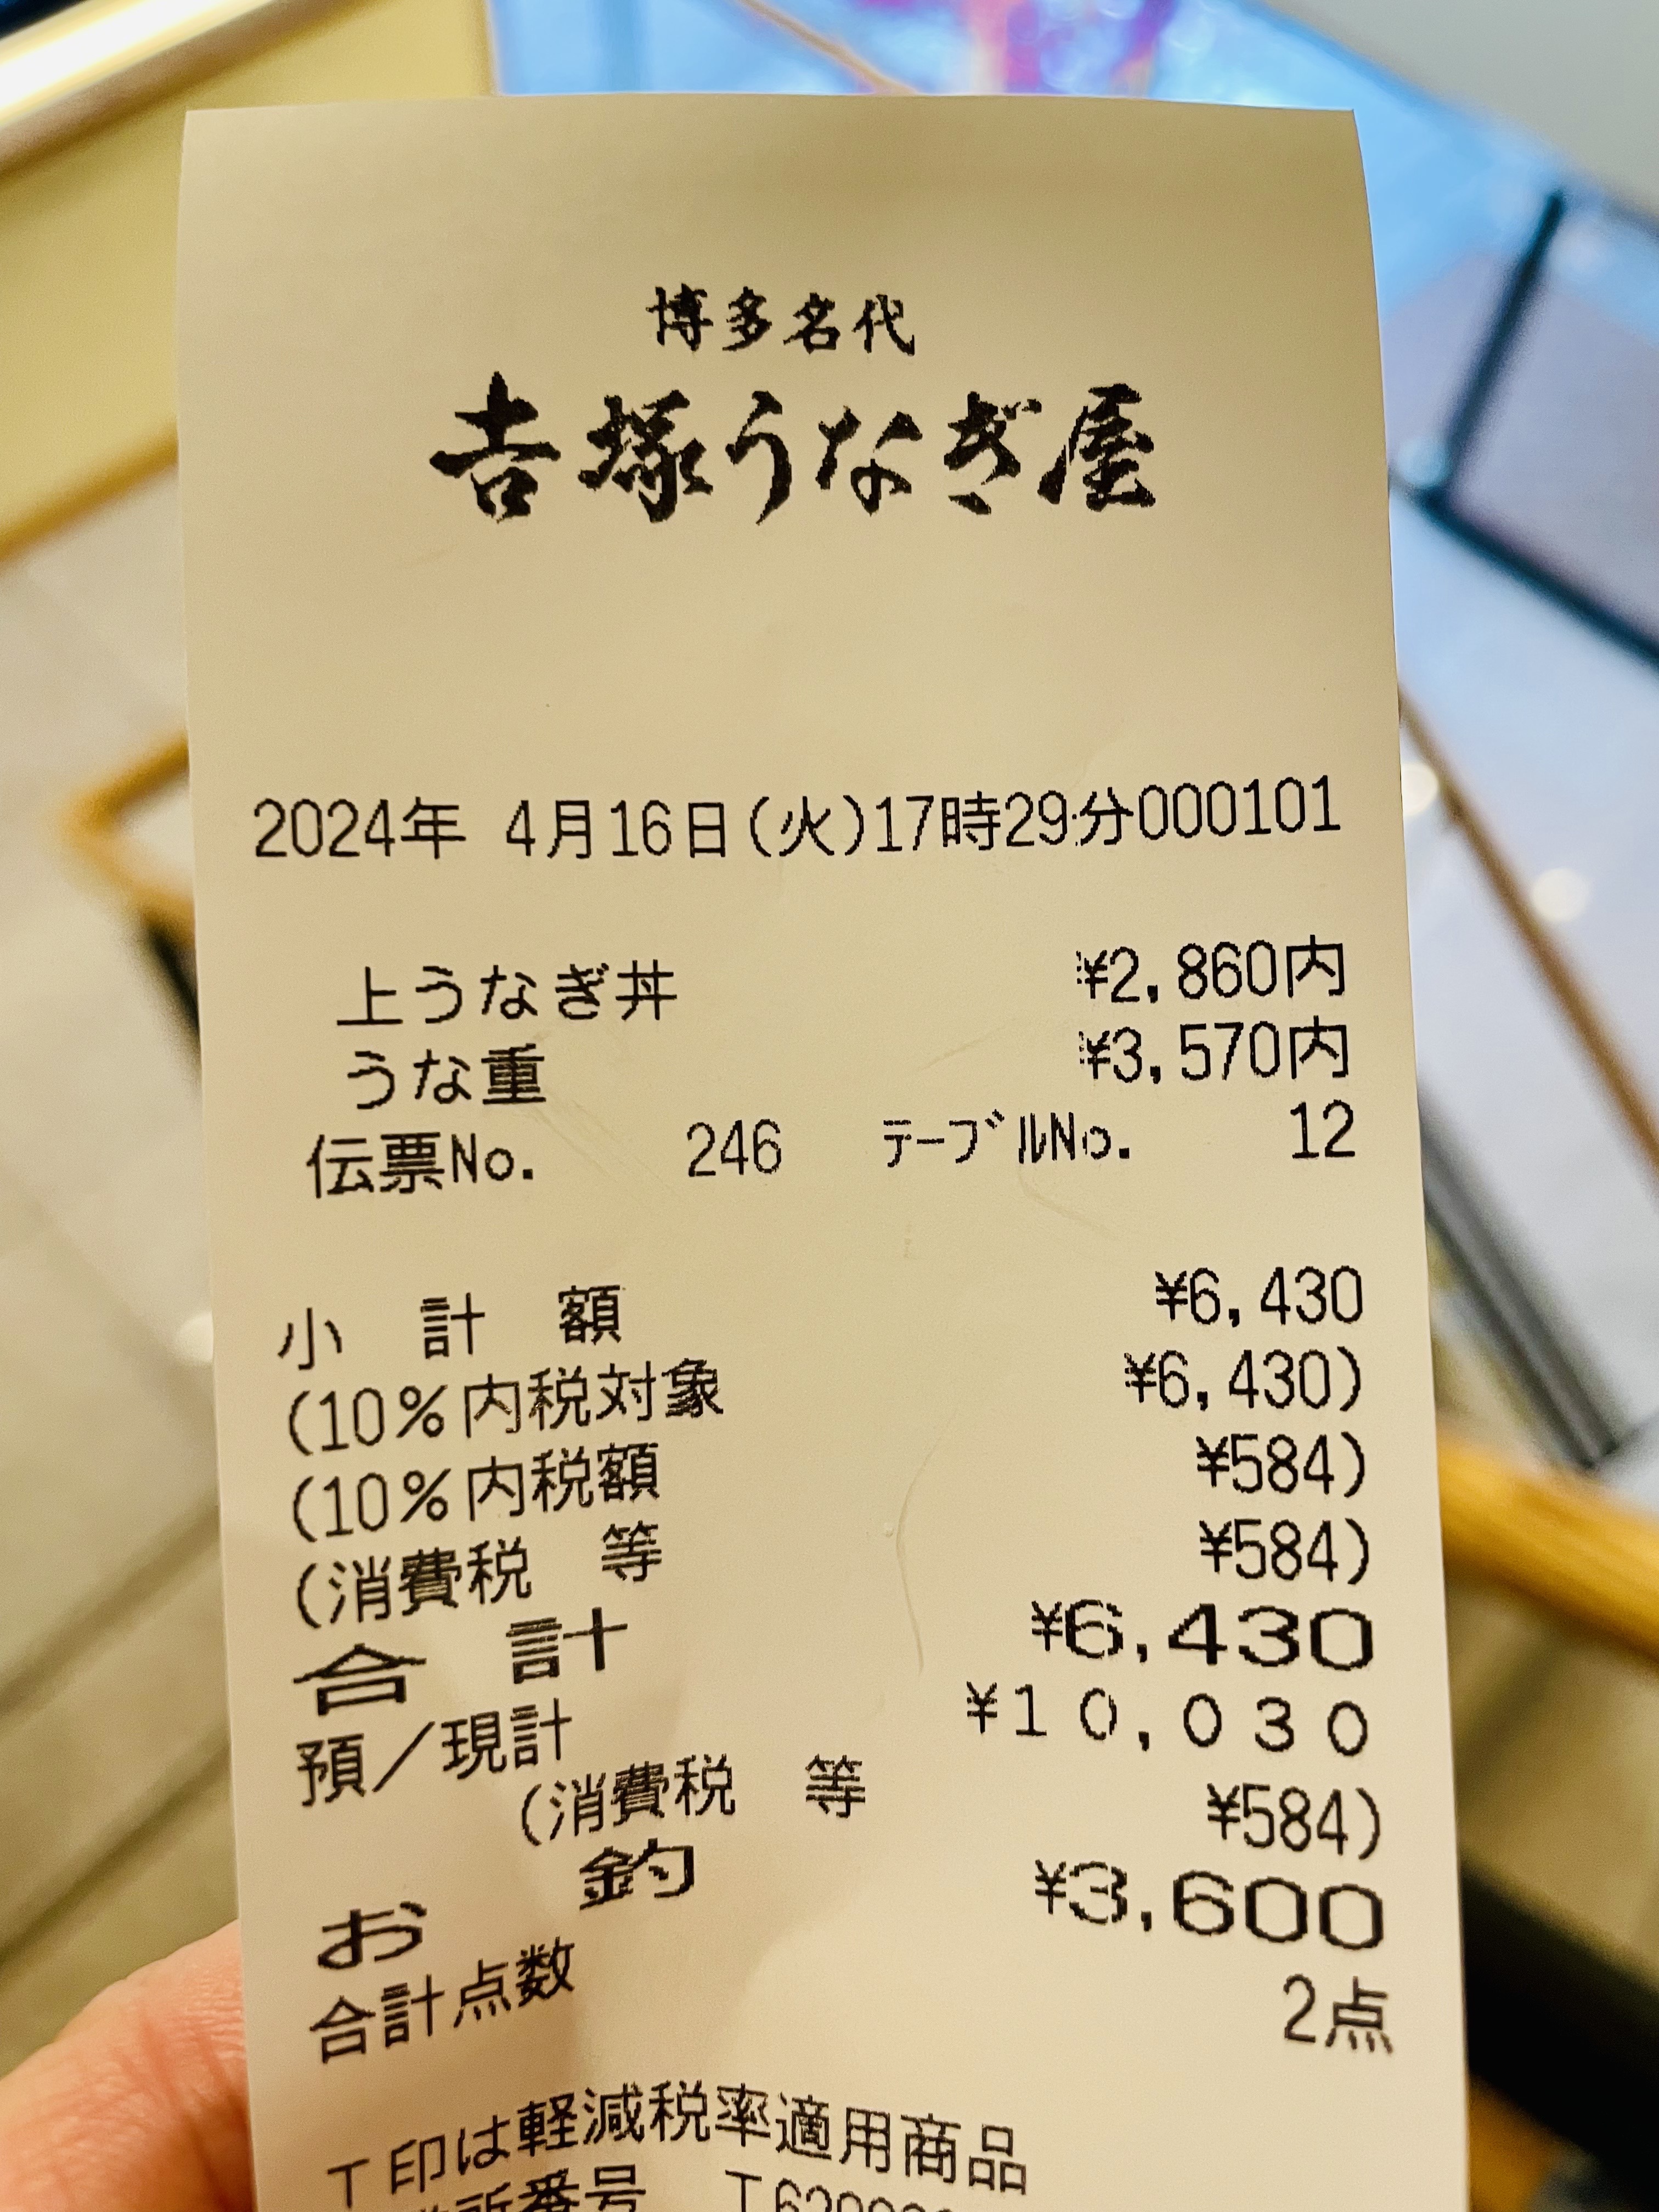 博多名代
吉塚うなぎ屋
2024年 4月16日(火)17時29分000101
上うなぎ丼 ¥2,860内
うな重 ¥3,570内
伝票No. 246 ﾃｰﾌﾞﾙNo. 12
小 計 額 ¥6,430
(10%内税対象 ¥6,430)
(10%内税額 ¥584)
(消費税 等 ¥584)
合 計 ¥6,430
預／現計 ¥10,030
(消費税 等 ¥584)
お 釣 ¥3,600
合計点数 2点
T印は軽減税率適用商品
番号